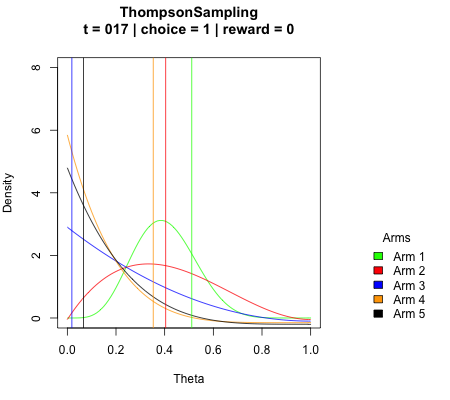 ThompsonSampling
t = 017 | choice = 1 | reward = 0
Density
0
2
4
6
8
0.0 0.2 0.4 0.6 0.8 1.0
Theta
Arms
Arm 1
Arm 2
Arm 3
Arm 4
Arm 5